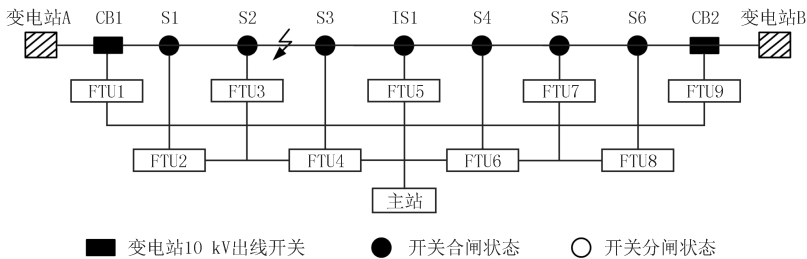 变电站A CB1 S1 S2 S3 IS1 S4 S5 S6 CB2 变电站B
FTU1 FTU3 FTU5 FTU7 FTU9
FTU2 FTU4 FTU6 FTU8
主站
变电站10 kV出线开关 开关合闸状态 开关分闸状态